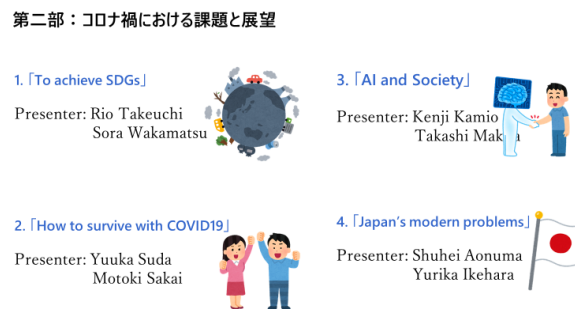 第二部：コロナ禍における課題と展望
1.「To achieve SDGs」
Presenter: Rio Takeuchi
Sora Wakamatsu
2.「How to survive with COVID19」
Presenter: Yuuka Suda
Motoki Sakai
3.「AI and Society」
Presenter: Kenji Kamio
Takashi
4.「Japan's modern problems」
Presenter: Shuhei Aonuma
Yurika Ikehara